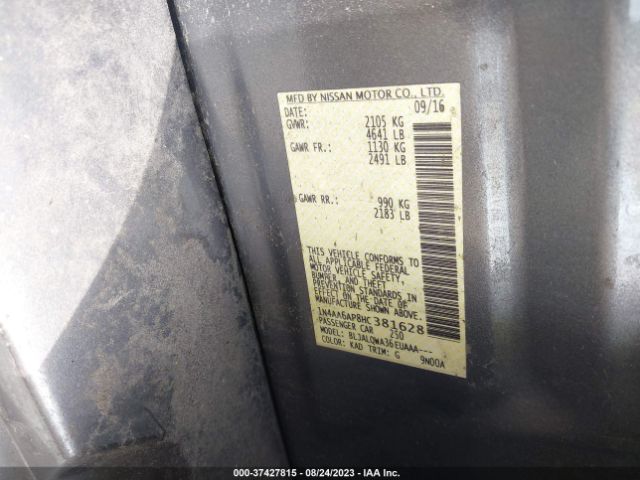 MFD BY NISSAN MOTOR CO., LTD.
DATE: 09/16
GVWR: 2105 KG
4641 LB
GAWR FR.: 1130 KG
2491 LB
GAWR RR.: 990 KG
2183 LB
THIS VEHICLE CONFORMS TO
ALL APPLICABLE FEDERAL
MOTOR VEHICLE SAFETY,
BUMPER, AND THEFT
PREVENTION STANDARDS IN
EFFECT ON THE DATE OF
MANUFACTURE SHOWN ABOVE.
1N4AA6AP8HC381628
PASSENGER CAR 250
MODEL: BLJALQWA36EUAAA---
COLOR: KAD TRIM: G 9N00A
000-37427815 - 08/24/2023 - IAA Inc.